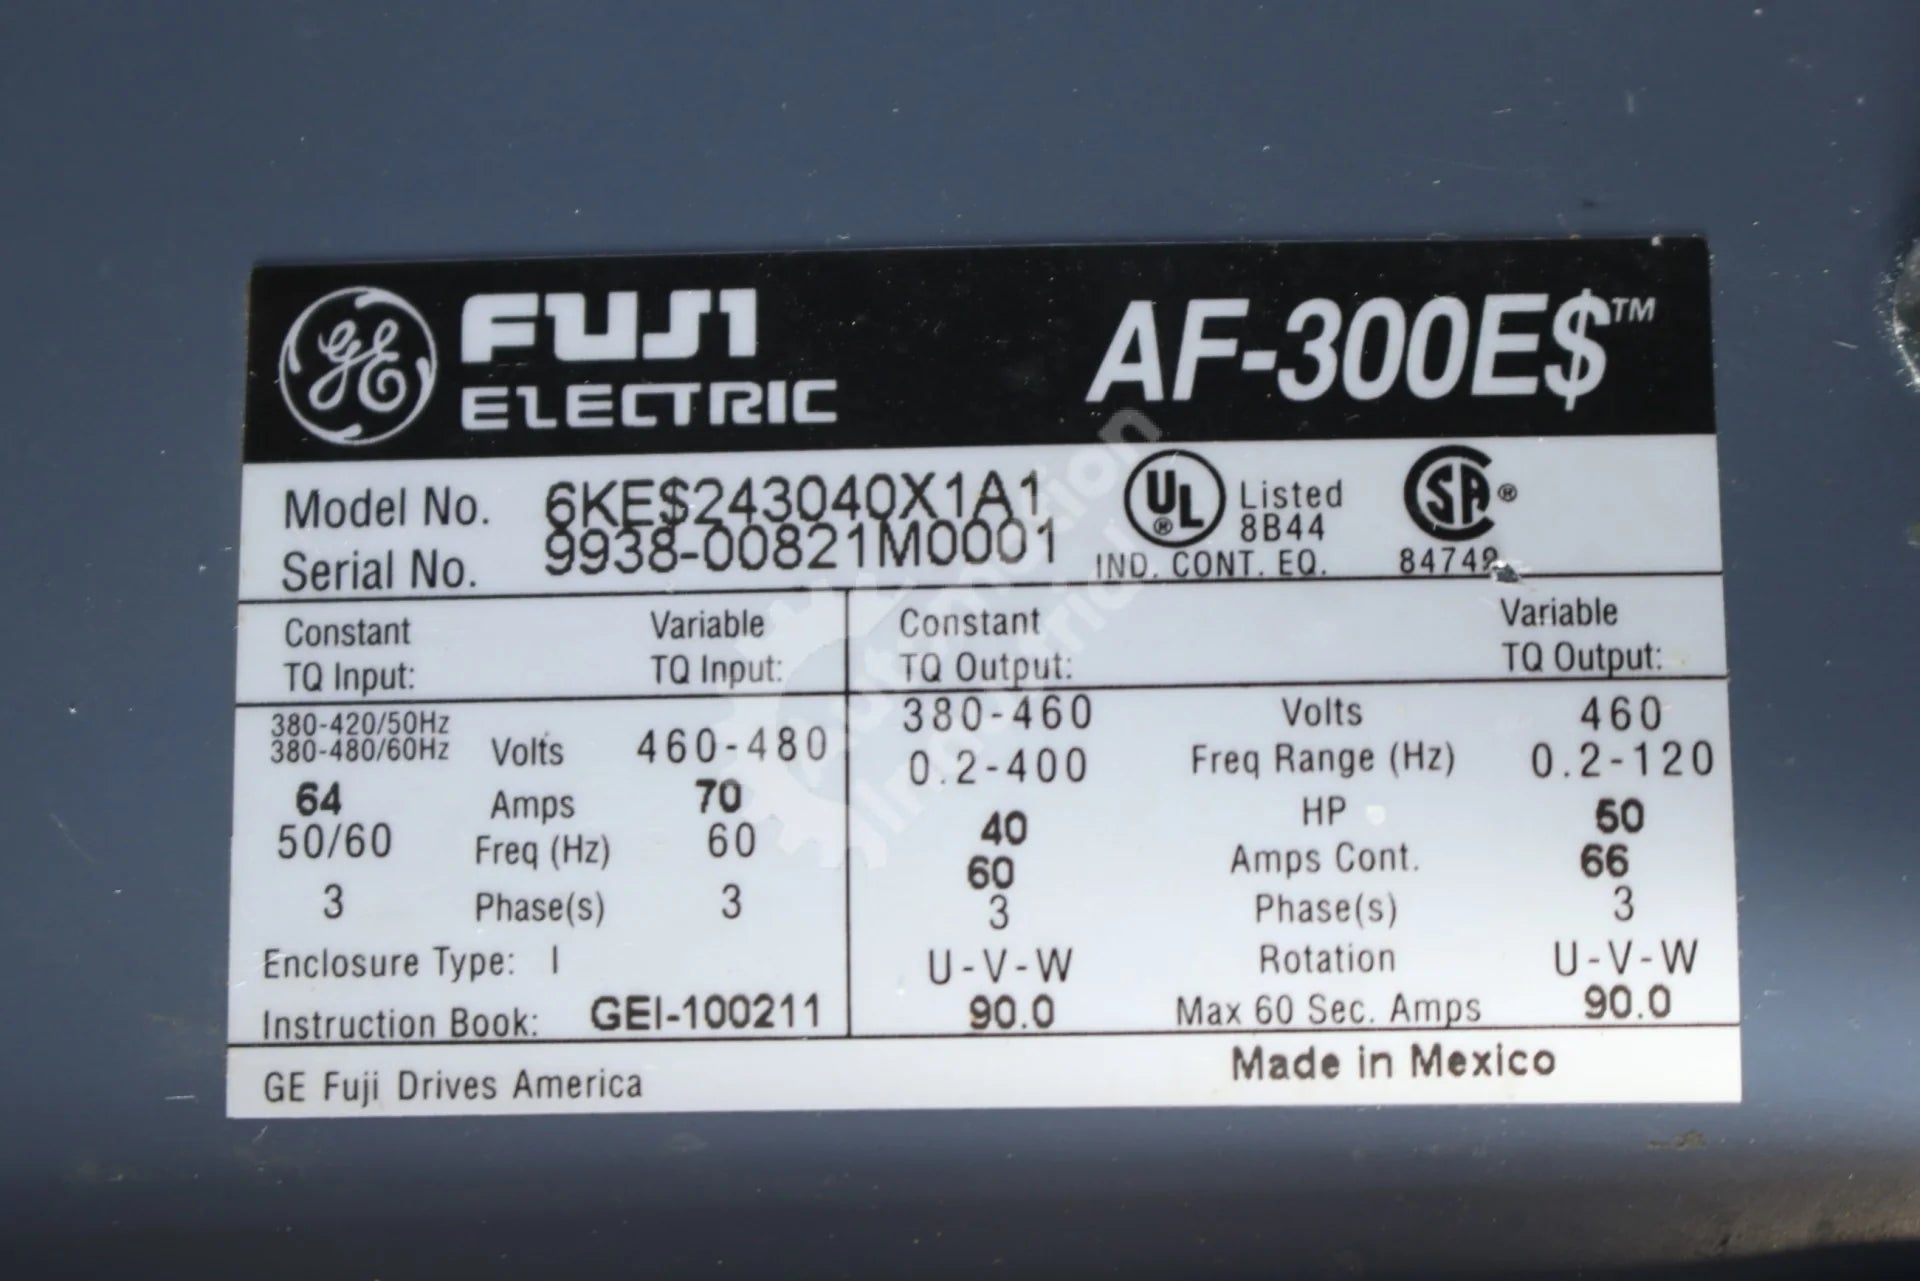 GE FUJI ELECTRIC AF-300E$™
Model No. 6KE$243040X1A1
Serial No. 9938-00821M0001
UL ® Listed 8B44
IND. CONT. EQ.
SA ®
Constant TQ Input:
Variable TQ Input:
Constant TQ Output:
Variable TQ Output:
380-420/50Hz
380-480/60Hz Volts 460-480
64 Amps 70
50/60 Freq (Hz) 60
3 Phase(s) 3
Enclosure Type: I
Instruction Book: GEI-100211
380-460 Volts 460
0.2-400 Freq Range (Hz) 0.2-120
40 HP 50
60 Amps Cont. 66
3 Phase(s) 3
U-V-W Rotation U-V-W
90.0 Max 60 Sec. Amps 90.0
GE Fuji Drives America Made in Mexico